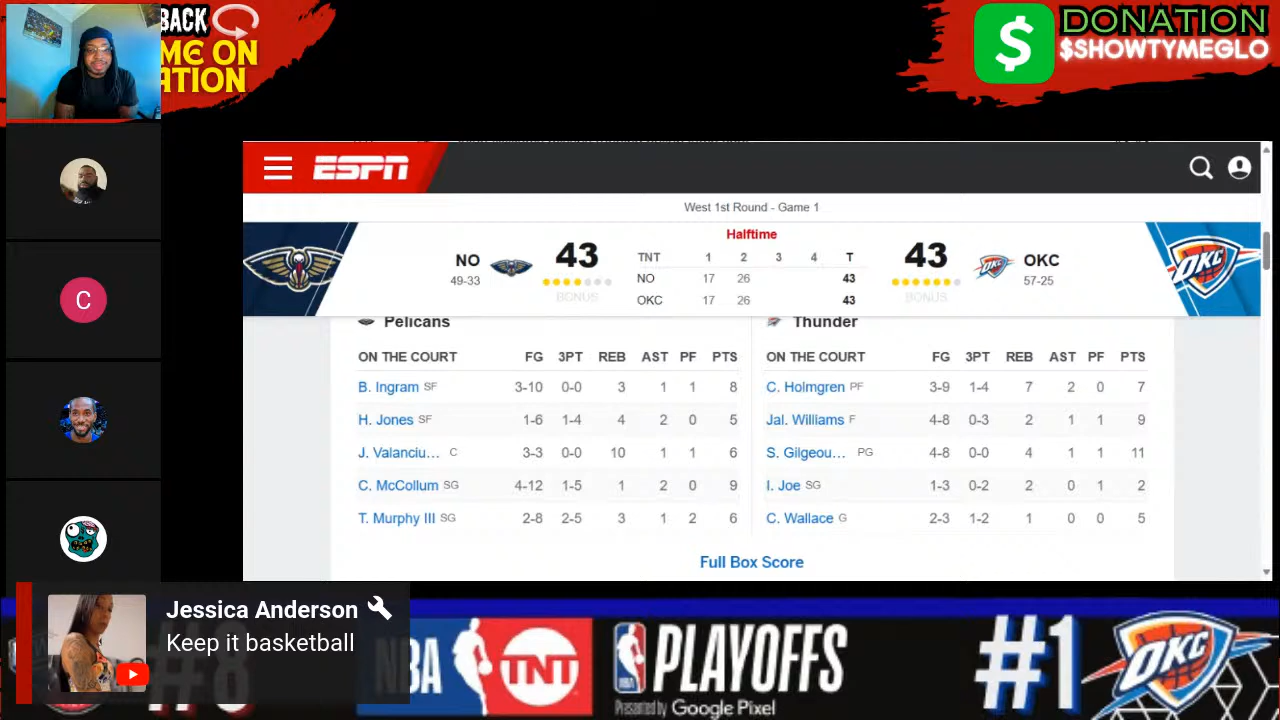 BACK
ME ON
ATION
DONATION
$SHOWTYMEGLO
ESPN
West 1st Round - Game 1
Halftime
NO 43 TNT 1 2 3 4 T 43 OKC
49-33 NO 17 26 43 57-25
BONUS OKC 17 26 43 BONUS
OKC
Pelicans Thunder
ON THE COURT FG 3PT REB AST PF PTS ON THE COURT FG 3PT REB AST PF PTS
B. Ingram SF 3-10 0-0 3 1 1 8 C. Holmgren PF 3-9 1-4 7 2 0 7
H. Jones SF 1-6 1-4 4 2 0 5 Jal. Williams F 4-8 0-3 2 1 1 9
J. Valanciu... C 3-3 0-0 10 1 1 6 S. Gilgeou... PG 4-8 0-0 4 1 1 11
C. McCollum SG 4-12 1-5 1 2 0 9 I. Joe SG 1-3 0-2 2 0 1 2
T. Murphy III SG 2-8 2-5 3 1 2 6 C. Wallace G 2-3 1-2 1 0 0 5
Full Box Score
C
Jessica Anderson
Keep it basketball
#8
NBA TNT
NBA PLAYOFFS
Presented by Google Pixel
#1 OKC